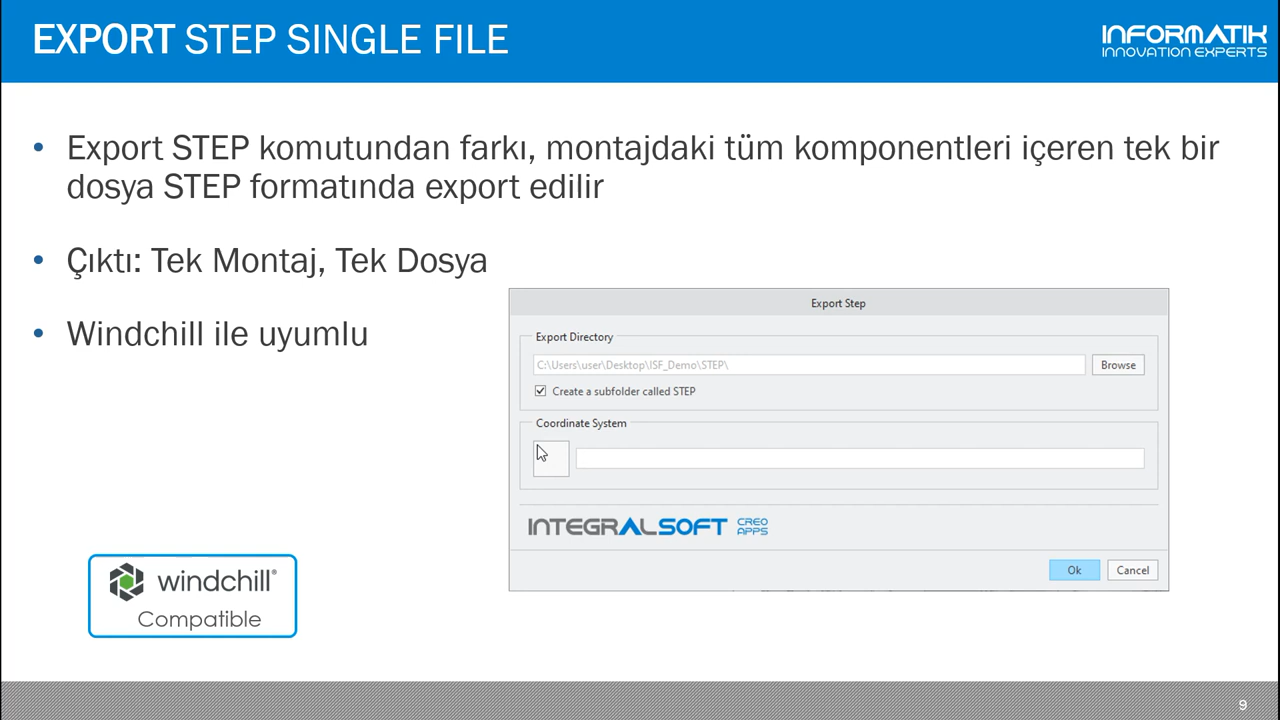 EXPORT STEP SINGLE FILE
INFORMATIK
INNOVATION EXPERTS
• Export STEP komutundan farkı, montajdaki tüm komponentleri içeren tek bir
dosya STEP formatında export edilir
• Çıktı: Tek Montaj, Tek Dosya
• Windchill ile uyumlu
Export Step
Export Directory
C:\Users\user\Desktop\ISF_Demo\STEP\
Browse
Create a subfolder called STEP
Coordinate System
INTEGRALSOFT CREO APPS
Ok Cancel
windchill®
Compatible
9